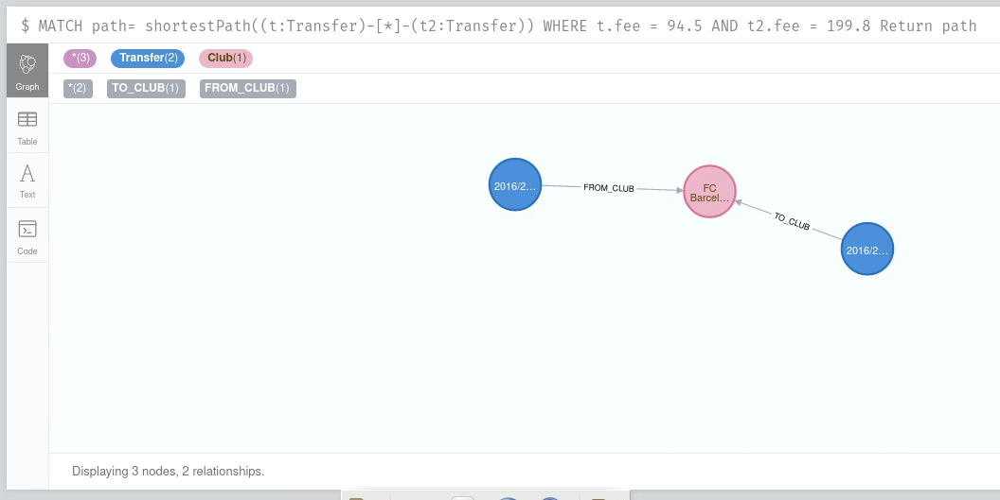 $ MATCH path= shortestPath((t:Transfer)-[*]-(t2:Transfer)) WHERE t.fee = 94.5 AND t2.fee = 199.8 Return path
*(3) Transfer(2) Club(1)
*(2) TO_CLUB(1) FROM_CLUB(1)
Graph
Table
Text
Code
2016/2...
FROM_CLUB
FC
Barcel...
TO_CLUB
2016/2...
Displaying 3 nodes, 2 relationships.